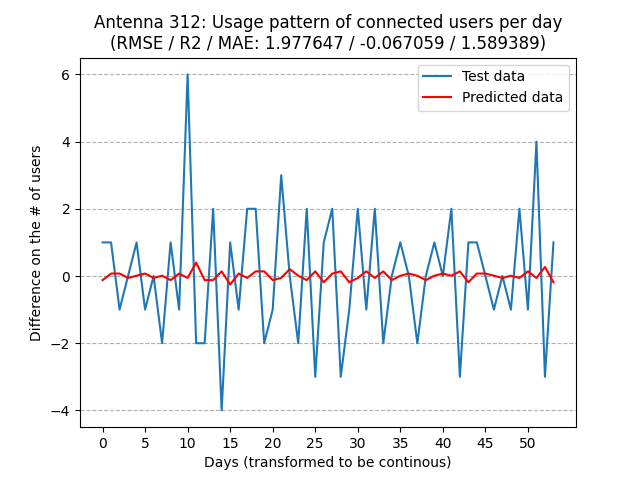 Antenna 312: Usage pattern of connected users per day
(RMSE / R2 / MAE: 1.977647 / -0.067059 / 1.589389)
Test data
Predicted data
Difference on the # of users
6
4
2
0
−2
−4
0 5 10 15 20 25 30 35 40 45 50
Days (transformed to be continous)